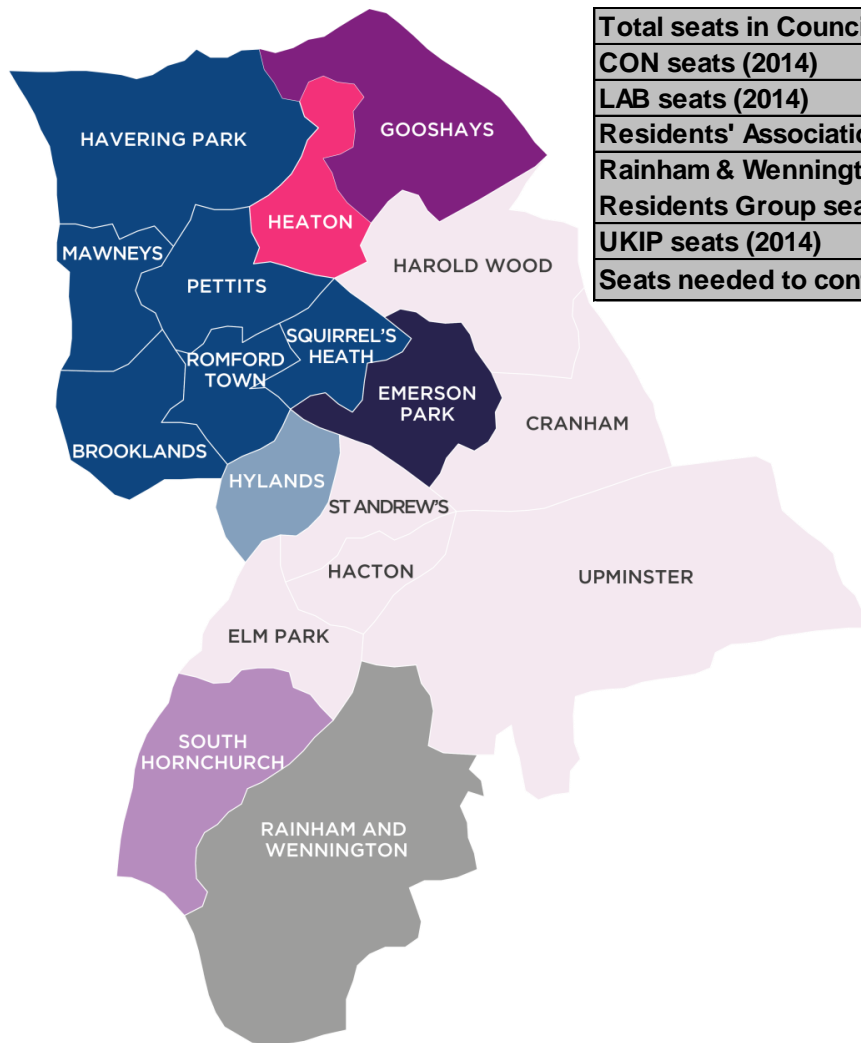 Total seats in Counci
CON seats (2014)
LAB seats (2014)
Residents' Associatio
Rainham & Wenningt
Residents Group sea
UKIP seats (2014)
Seats needed to con
HAVERING PARK
GOOSHAYS
HEATON
MAWNEYS
HAROLD WOOD
PETTITS
SQUIRREL'S
HEATH
ROMFORD
TOWN
EMERSON
PARK
CRANHAM
BROOKLANDS
HYLANDS
ST ANDREW'S
HACTON
UPMINSTER
ELM PARK
SOUTH
HORNCHURCH
RAINHAM AND
WENNINGTON